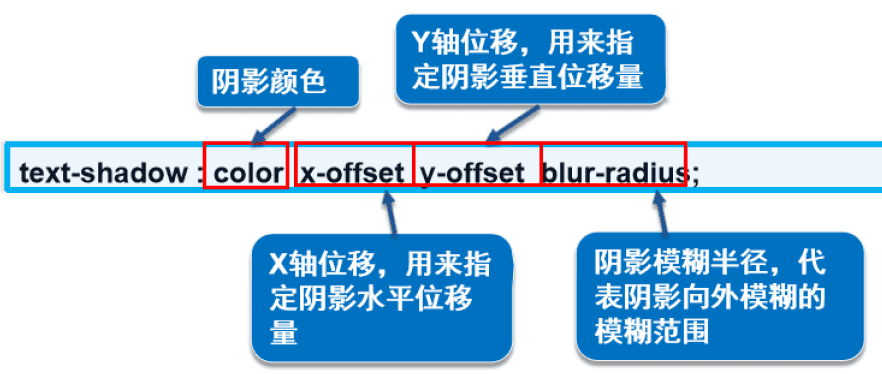 Y轴位移，用来指
定阴影垂直位移量
阴影颜色
text-shadow : color x-offset y-offset blur-radius;
X轴位移，用来指
定阴影水平位移
量
阴影模糊半径，代
表阴影向外模糊的
模糊范围